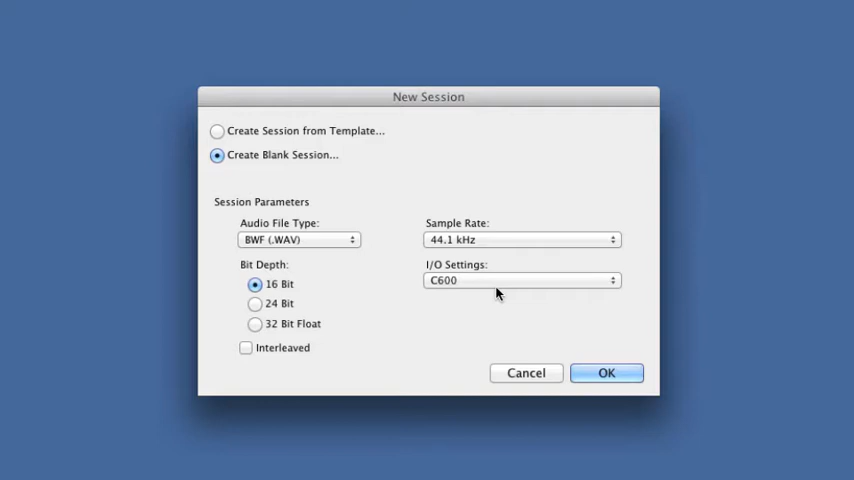 New Session
Create Session from Template...
Create Blank Session...
Session Parameters
Audio File Type:
BWF (.WAV)
Sample Rate:
44.1 kHz
Bit Depth:
16 Bit
24 Bit
32 Bit Float
I/O Settings:
C600
Interleaved
Cancel
OK